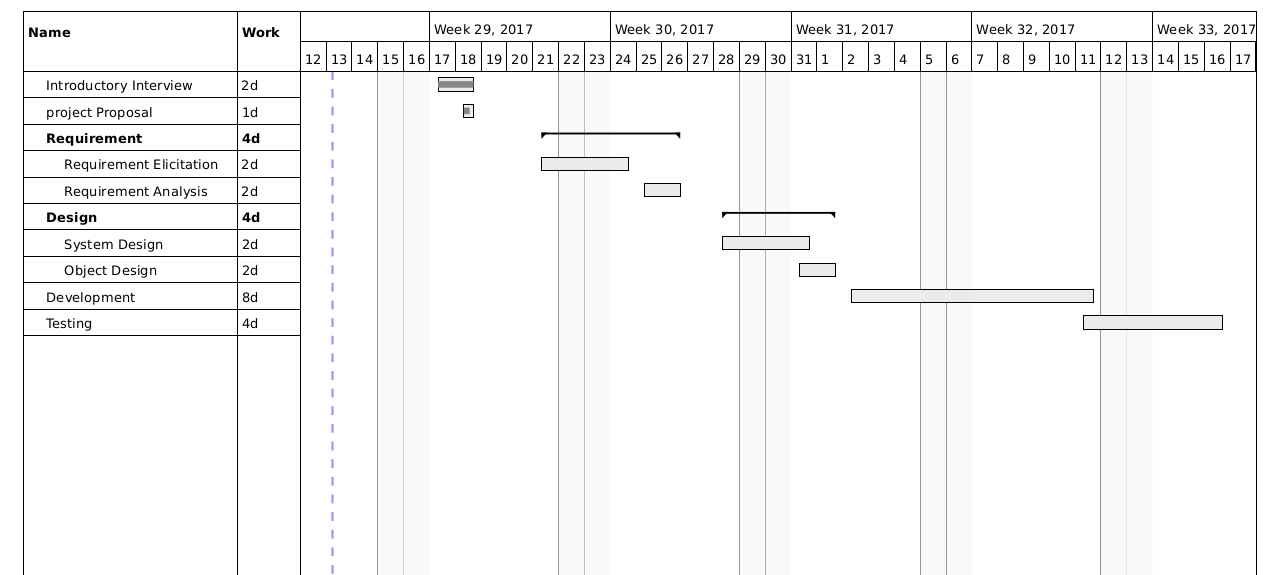 Name Work Week 29, 2017 Week 30, 2017 Week 31, 2017 Week 32, 2017 Week 33, 2017
12 13 14 15 16 17 18 19 20 21 22 23 24 25 26 27 28 29 30 31 1 2 3 4 5 6 7 8 9 10 11 12 13 14 15 16 17
Introductory Interview 2d
project Proposal 1d
Requirement 4d
Requirement Elicitation 2d
Requirement Analysis 2d
Design 4d
System Design 2d
Object Design 2d
Development 8d
Testing 4d